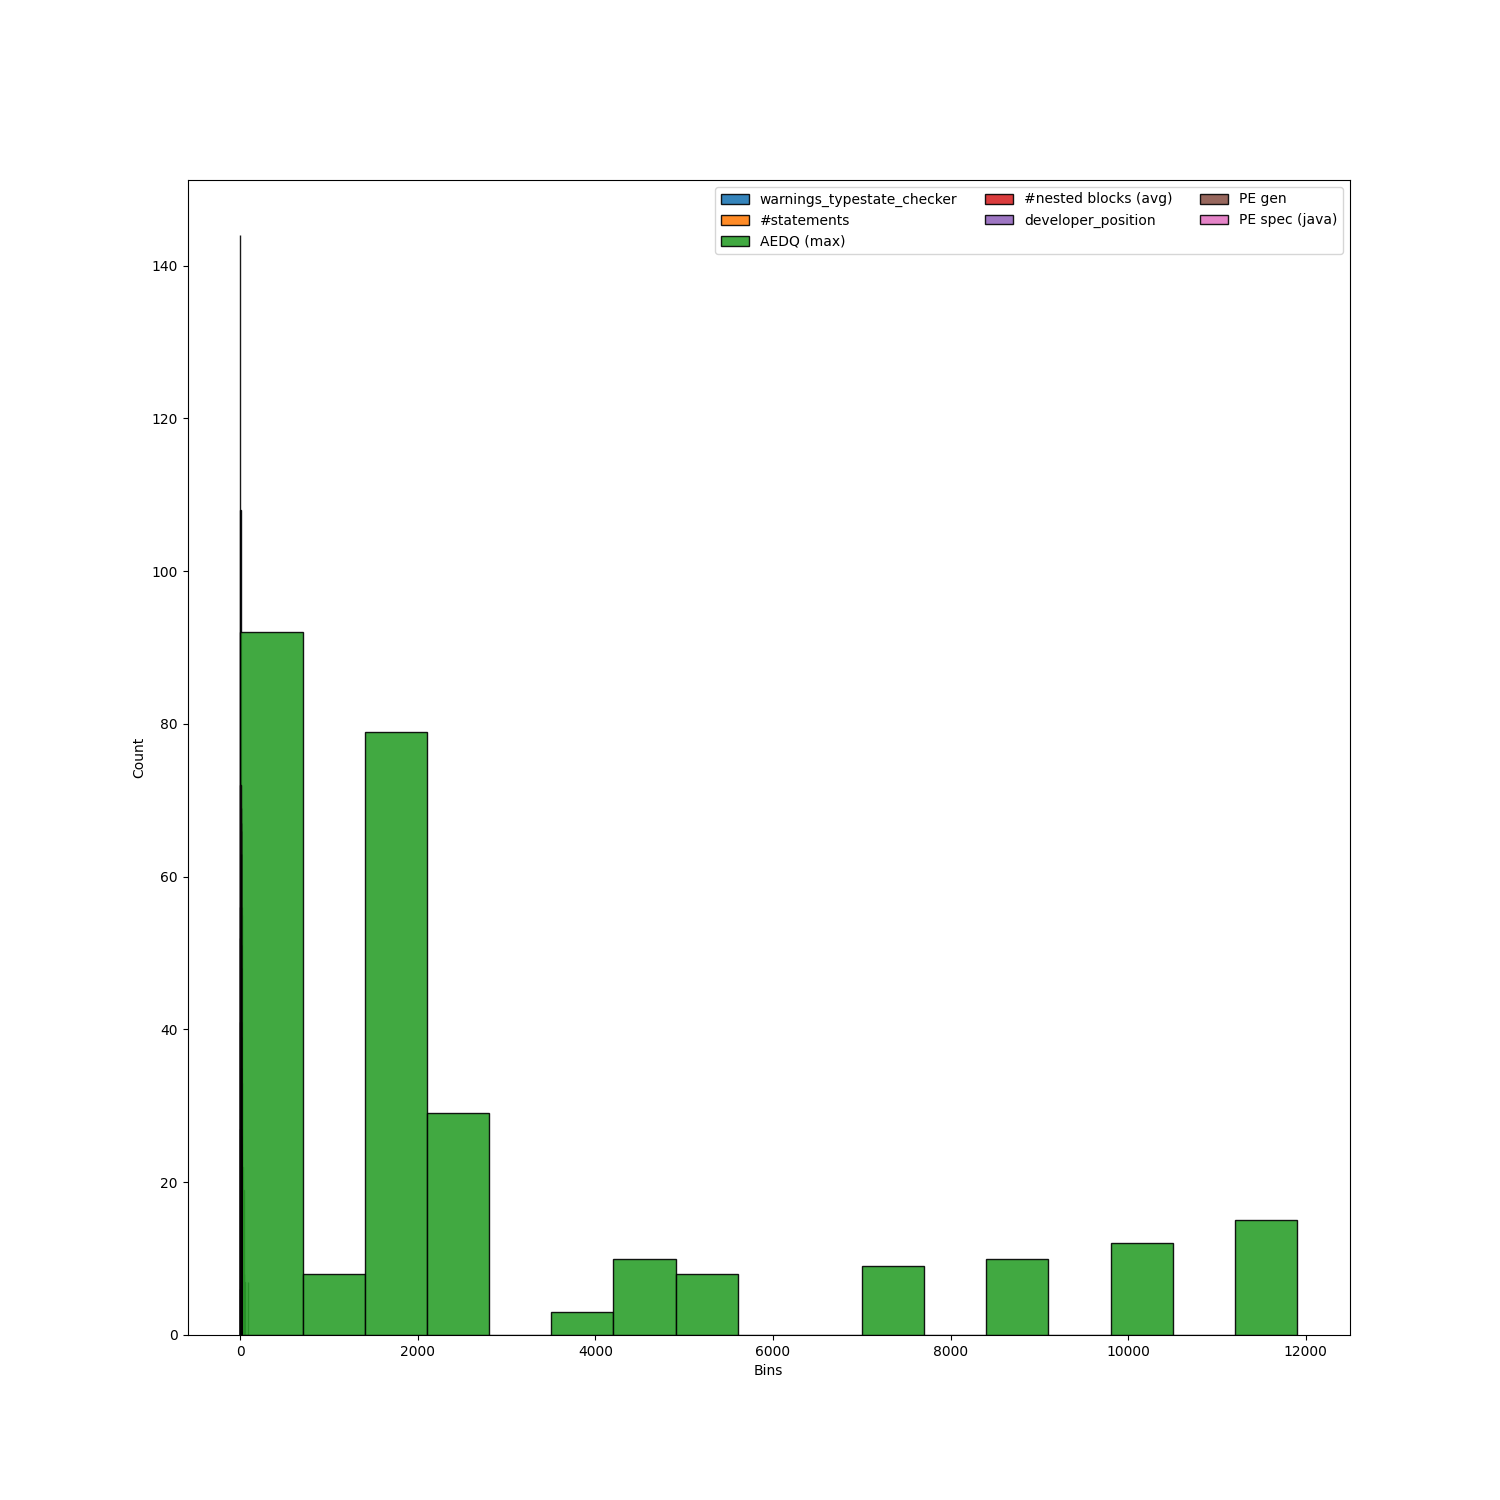 warnings_typestate_checker
#statements
AEDQ (max)
#nested blocks (avg)
developer_position
PE gen
PE spec (java)
140
120
100
80
60
40
20
0
Count
0 2000 4000 6000 8000 10000 12000
Bins